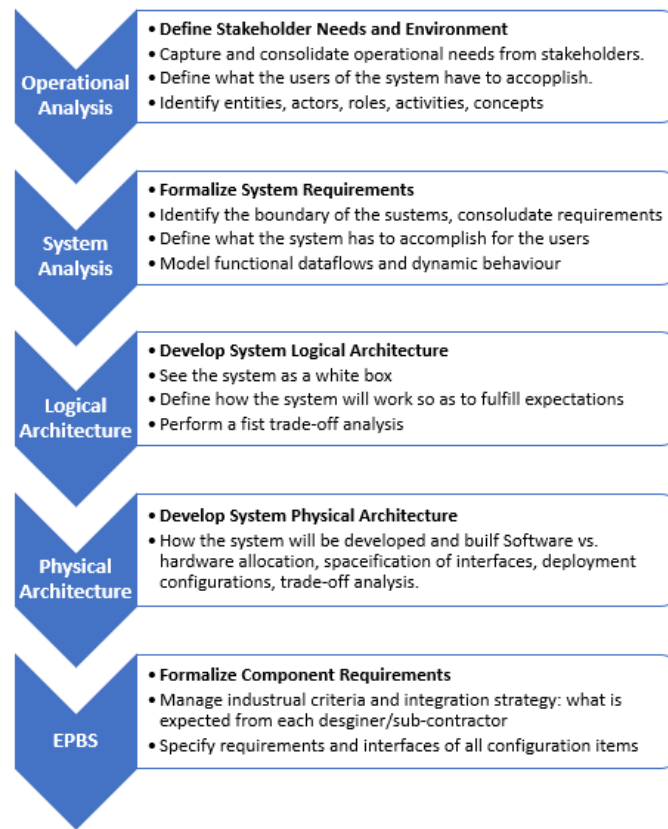 Operational
Analysis
• Define Stakeholder Needs and Environment
• Capture and consolidate operational needs from stakeholders.
• Define what the users of the system have to accopplish.
• Identify entities, actors, roles, activities, concepts
System
Analysis
• Formalize System Requirements
• Identify the boundary of the sustems, consoludate requirements
• Define what the system has to accomplish for the users
• Model functional dataflows and dynamic behaviour
Logical
Architecture
• Develop System Logical Architecture
• See the system as a white box
• Define how the system will work so as to fulfill expectations
• Perform a fist trade-off analysis
Physical
Architecture
• Develop System Physical Architecture
• How the system will be developed and builf Software vs.
hardware allocation, spaceification of interfaces, deployment
configurations, trade-off analysis.
EPBS
• Formalize Component Requirements
• Manage industrual criteria and integration strategy: what is
expected from each desginer/sub-contractor
• Specify requirements and interfaces of all configuration items